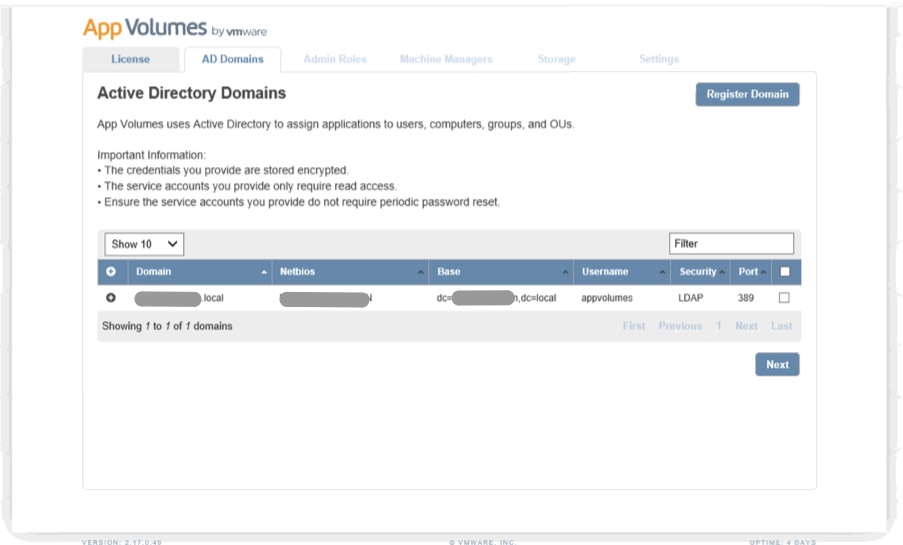 App Volumes by vmware
License AD Domains Admin Roles Machine Managers Storage Settings
Active Directory Domains Register Domain
App Volumes uses Active Directory to assign applications to users, computers, groups, and OUs.
Important Information:
• The credentials you provide are stored encrypted.
• The service accounts you provide only require read access.
• Ensure the service accounts you provide do not require periodic password reset.
Show 10 Filter
Domain Netbios Base Username Security Port
.local dc= ,dc=local appvolumes LDAP 389
Showing 1 to 1 of 1 domains First Previous 1 Next Last
Next
VERSION: 2.17.0.49 © VMWARE, INC. UPTIME: 4 DAYS